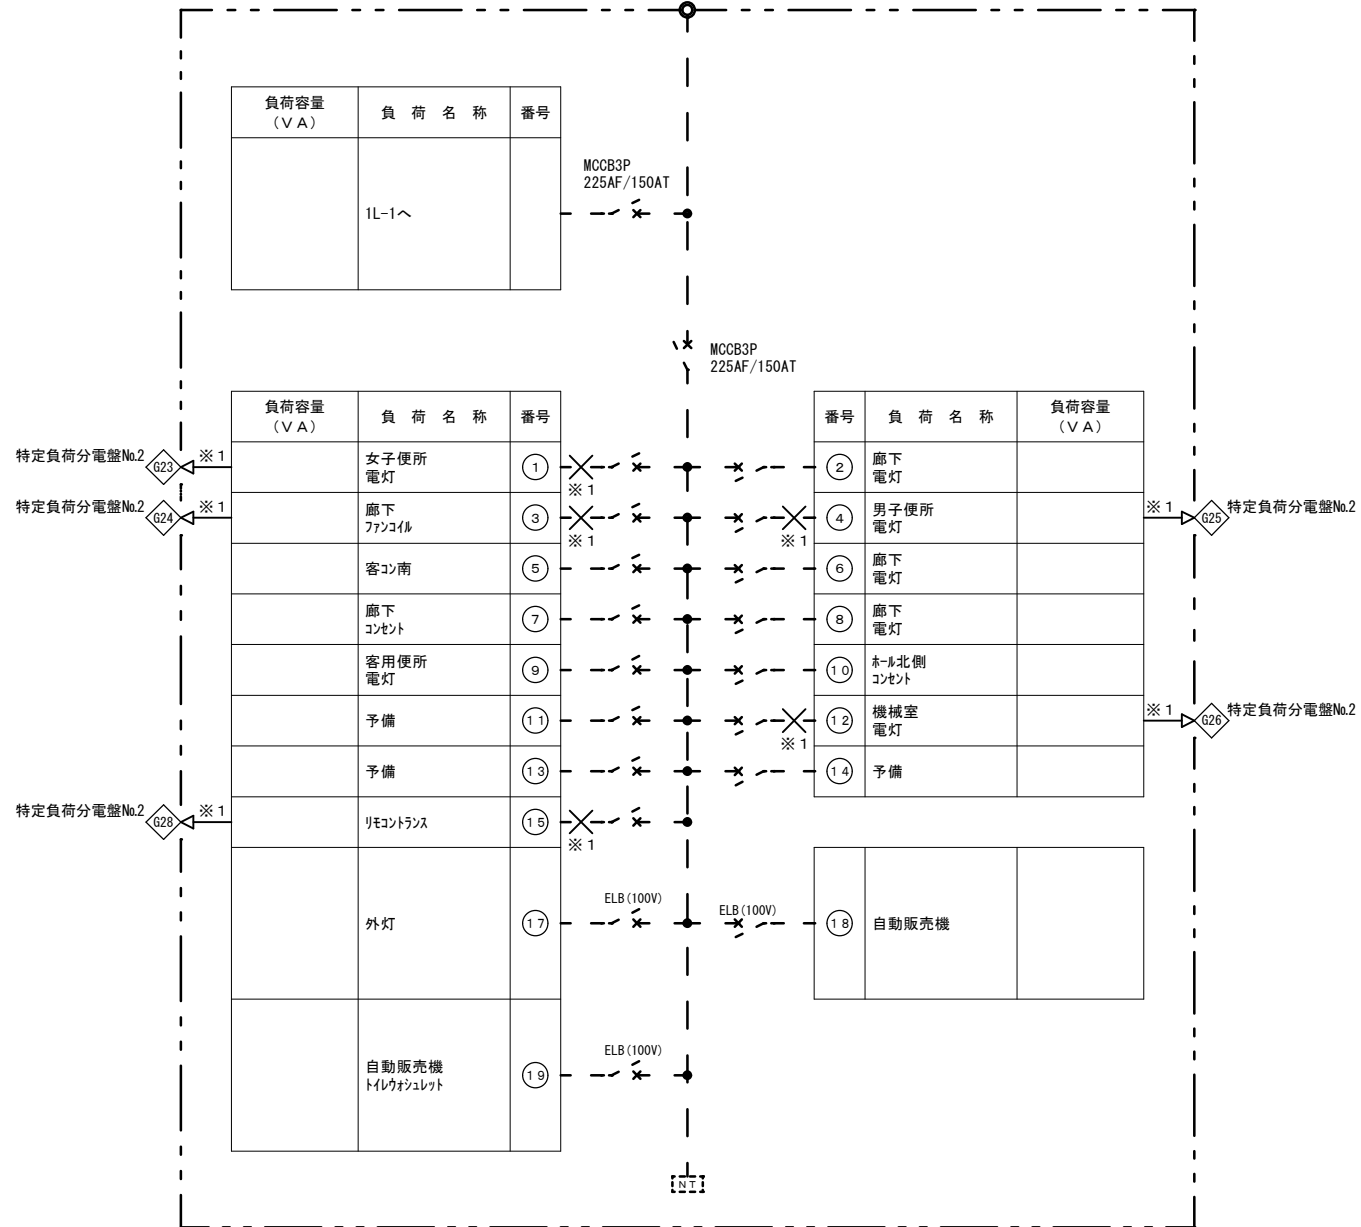 負荷容量
(ＶＡ)
負荷名称
番号
1L-1へ
MCCB3P
225AF/150AT
MCCB3P
225AF/150AT
負荷容量
(ＶＡ)
負荷名称
番号
番号
負荷名称
負荷容量
(ＶＡ)
特定負荷分電盤No.2
G23
※１
女子便所
電灯
1
※１
2
廊下
電灯
特定負荷分電盤No.2
G24
※１
廊下
ﾌｧﾝｺｲﾙ
3
※１
※１
4
男子便所
電灯
※１
G25
特定負荷分電盤No.2
客ｺﾝ南
5
6
廊下
電灯
廊下
ｺﾝｾﾝﾄ
7
8
廊下
電灯
客用便所
電灯
9
10
ﾎｰﾙ北側
ｺﾝｾﾝﾄ
予備
11
※１
12
機械室
電灯
※１
G26
特定負荷分電盤No.2
予備
13
14
予備
特定負荷分電盤No.2
G28
※１
ﾘﾓｺﾝﾄﾗﾝｽ
15
※１
外灯
17
ELB(100V)
ELB(100V)
18
自動販売機
自動販売機
ﾄｲﾚｳｫｼｭﾚｯﾄ
19
ELB(100V)
NT